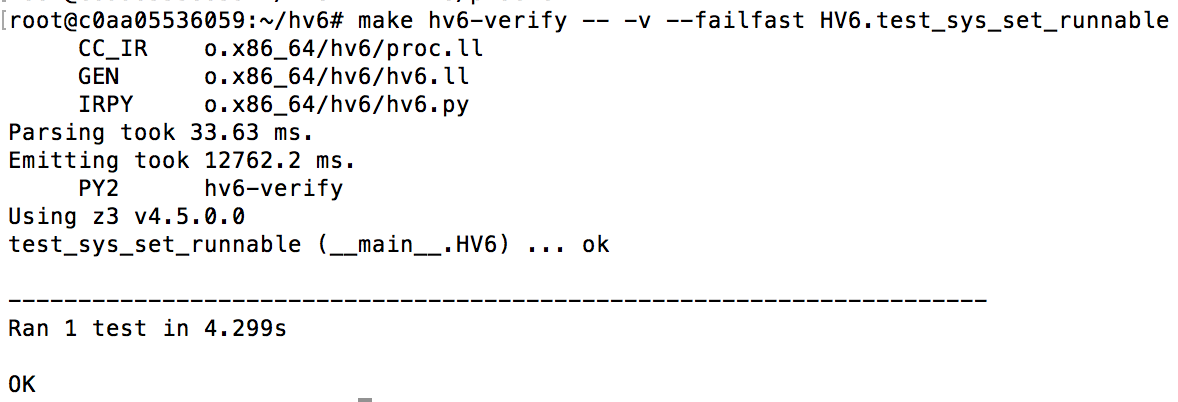 [root@c0aa05536059:~/hv6# make hv6-verify -- -v --failfast HV6.test_sys_set_runnable
CC_IR o.x86_64/hv6/proc.ll
GEN o.x86_64/hv6/hv6.ll
IRPY o.x86_64/hv6/hv6.py
Parsing took 33.63 ms.
Emitting took 12762.2 ms.
PY2 hv6-verify
Using z3 v4.5.0.0
test_sys_set_runnable (__main__.HV6) ... ok
----------------------------------------------------------------------
Ran 1 test in 4.299s
OK